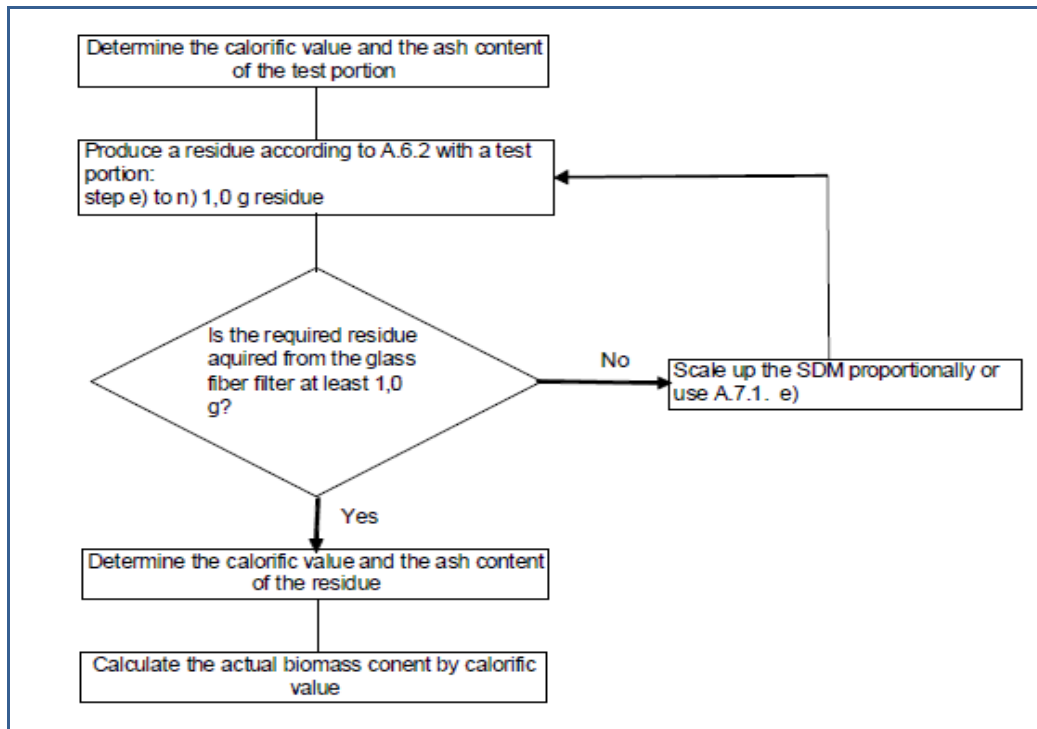 Determine the calorific value and the ash content
of the test portion
Produce a residue according to A.6.2 with a test
portion:
step e) to n) 1,0 g residue
Is the required residue
aquired from the glass
fiber filter at least 1,0
g?
No
Scale up the SDM proportionally or
use A.7.1. e)
Yes
Determine the calorific value and the ash content
of the residue
Calculate the actual biomass conent by calorific
value